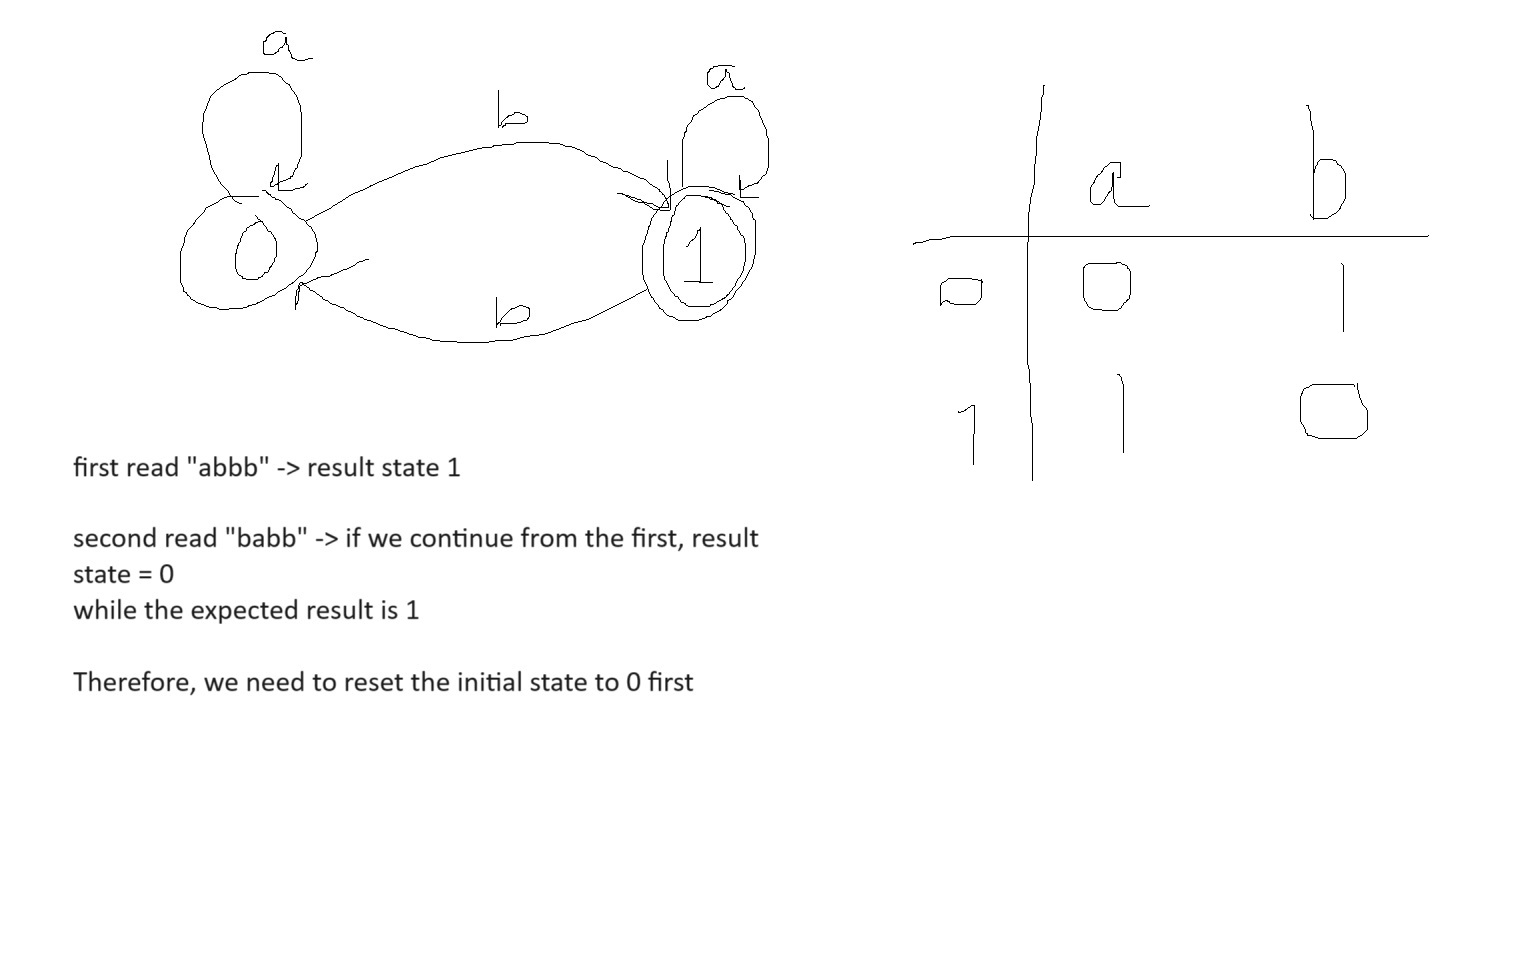 a
a
b
0
1
b
a b
0 0 1
1 1 0
first read "abbb" -> result state 1
second read "babb" -> if we continue from the first, result
state = 0
while the expected result is 1
Therefore, we need to reset the initial state to 0 first